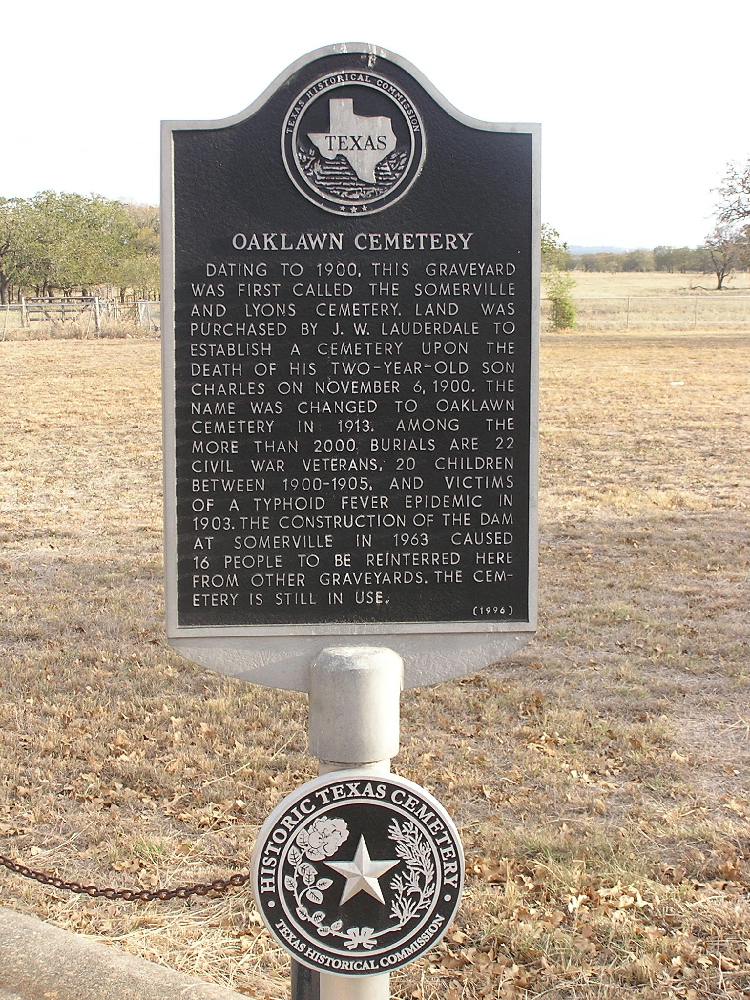 TEXAS HISTORICAL COMMISSION
TEXAS
OAKLAWN CEMETERY
DATING TO 1900, THIS GRAVEYARD
WAS FIRST CALLED THE SOMERVILLE
AND LYONS CEMETERY. LAND WAS
PURCHASED BY J. W. LAUDERDALE TO
ESTABLISH A CEMETERY UPON THE
DEATH OF HIS TWO-YEAR-OLD SON
CHARLES ON NOVEMBER 6, 1900. THE
NAME WAS CHANGED TO OAKLAWN
CEMETERY IN 1913. AMONG THE
MORE THAN 2000 BURIALS ARE 22
CIVIL WAR VETERANS, 20 CHILDREN
BETWEEN 1900-1905, AND VICTIMS
OF A TYPHOID FEVER EPIDEMIC IN
1903. THE CONSTRUCTION OF THE DAM
AT SOMERVILLE IN 1963 CAUSED
16 PEOPLE TO BE REINTERRED HERE
FROM OTHER GRAVEYARDS. THE CEM-
ETERY IS STILL IN USE.
(1996)
HISTORIC TEXAS CEMETERY
TEXAS HISTORICAL COMMISSION